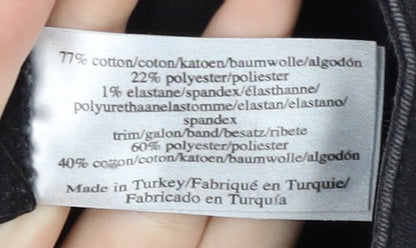 77% cotton/coton/katoen/baumwolle/algodón
22% polyester/poliester
1% elastane/spandex/élasthanne/
polyurethaanelastomme/elastan/elastano/
spandex
trim/galon/band/besatz/ribete
60% polyester/poliester
40% cotton/coton/katoen/baumwolle/algodón
Made in Turkey/Fabriqué en Turquie/
Fabricado en Turquía